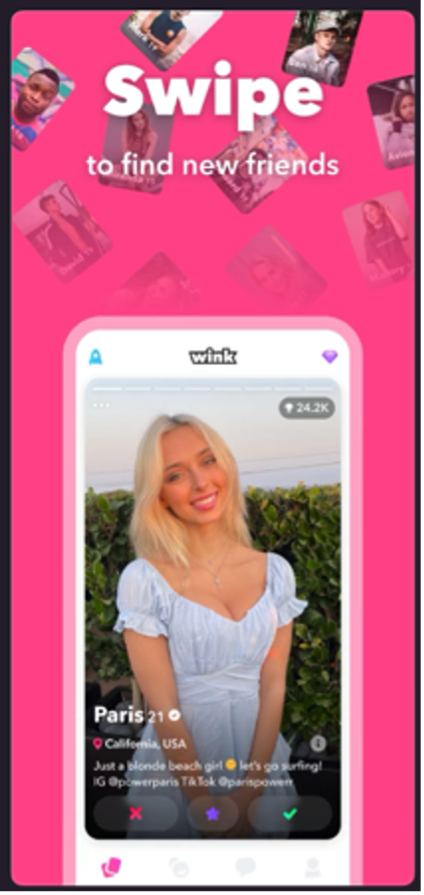 Swipe
to find new friends
wink
24.2K
Paris 21
California, USA
Just a blonde beach girl 🌞 let's go surfing!
IG @powerparis TikTok @parispowerr